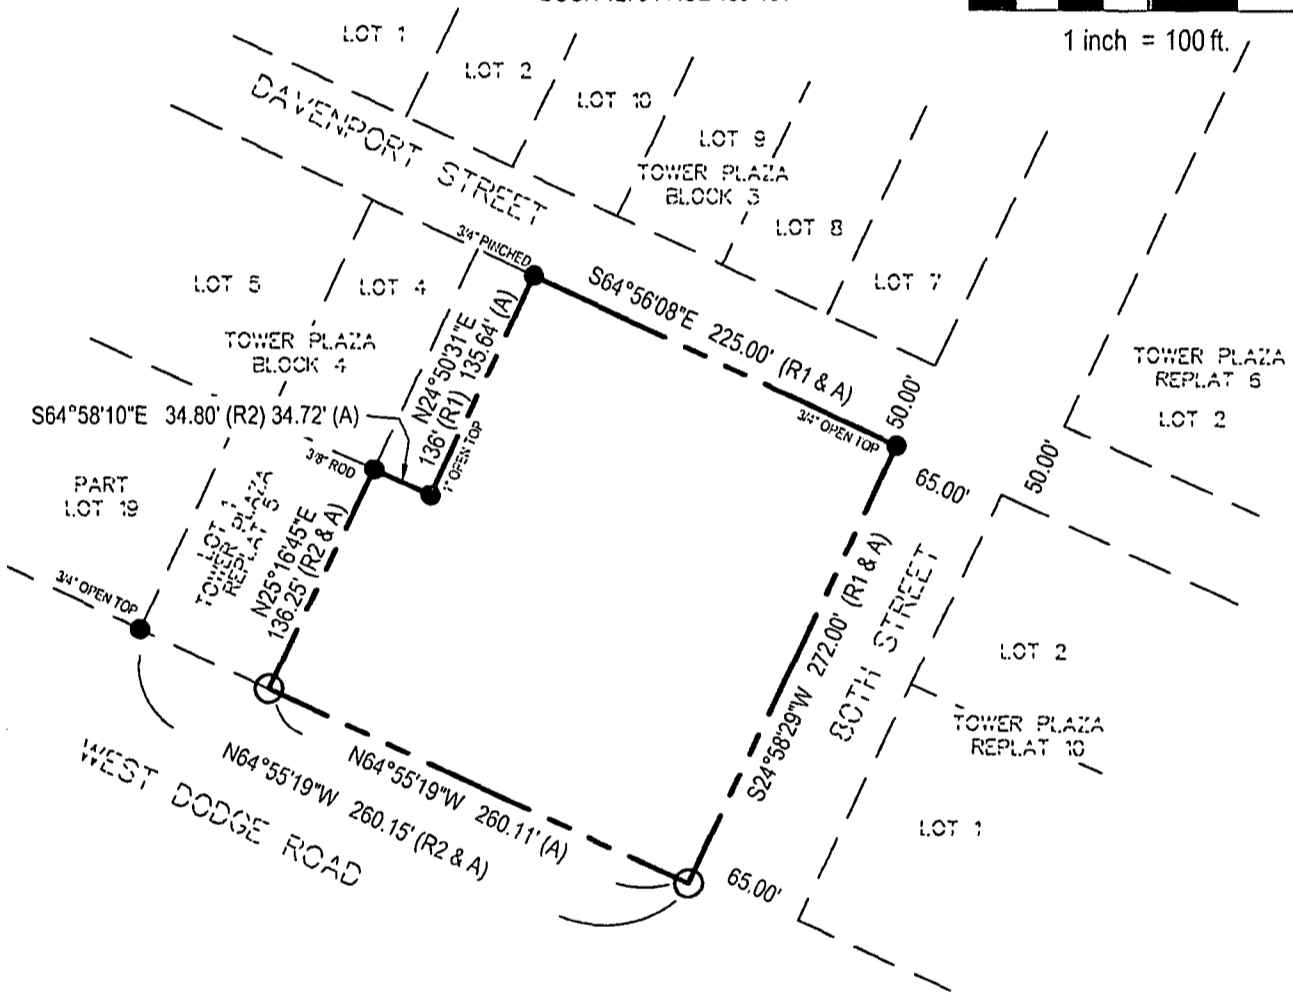 1 inch = 100 ft.
LOT 1
LOT 2
LOT 10
LOT 9
TOWER PLAZA
BLOCK 3
LOT 8
LOT 7
DAVENPORT STREET
3/4" PINCHED
S64°56'08"E 225.00' (R1 & A)
3/4" OPEN TOP
50.00'
65.00'
50.00'
TOWER PLAZA
REPLAT 6
LOT 2
LOT 5
LOT 4
TOWER PLAZA
BLOCK 4
N24°50'31"E
136' (R1) 135.64' (A)
1" OPEN TOP
S64°58'10"E 34.80' (R2) 34.72' (A)
3/8" ROD
PART
LOT 19
LOT 1
TOWER PLAZA
REPLAT 5
N25°16'45"E
136.25' (R2 & A)
3/4" OPEN TOP
S24°58'29"W 272.00' (R1 & A)
80TH STREET
LOT 2
TOWER PLAZA
REPLAT 10
LOT 1
N64°55'19"W 260.11' (A)
N64°55'19"W 260.15' (R2 & A)
65.00'
WEST DODGE ROAD